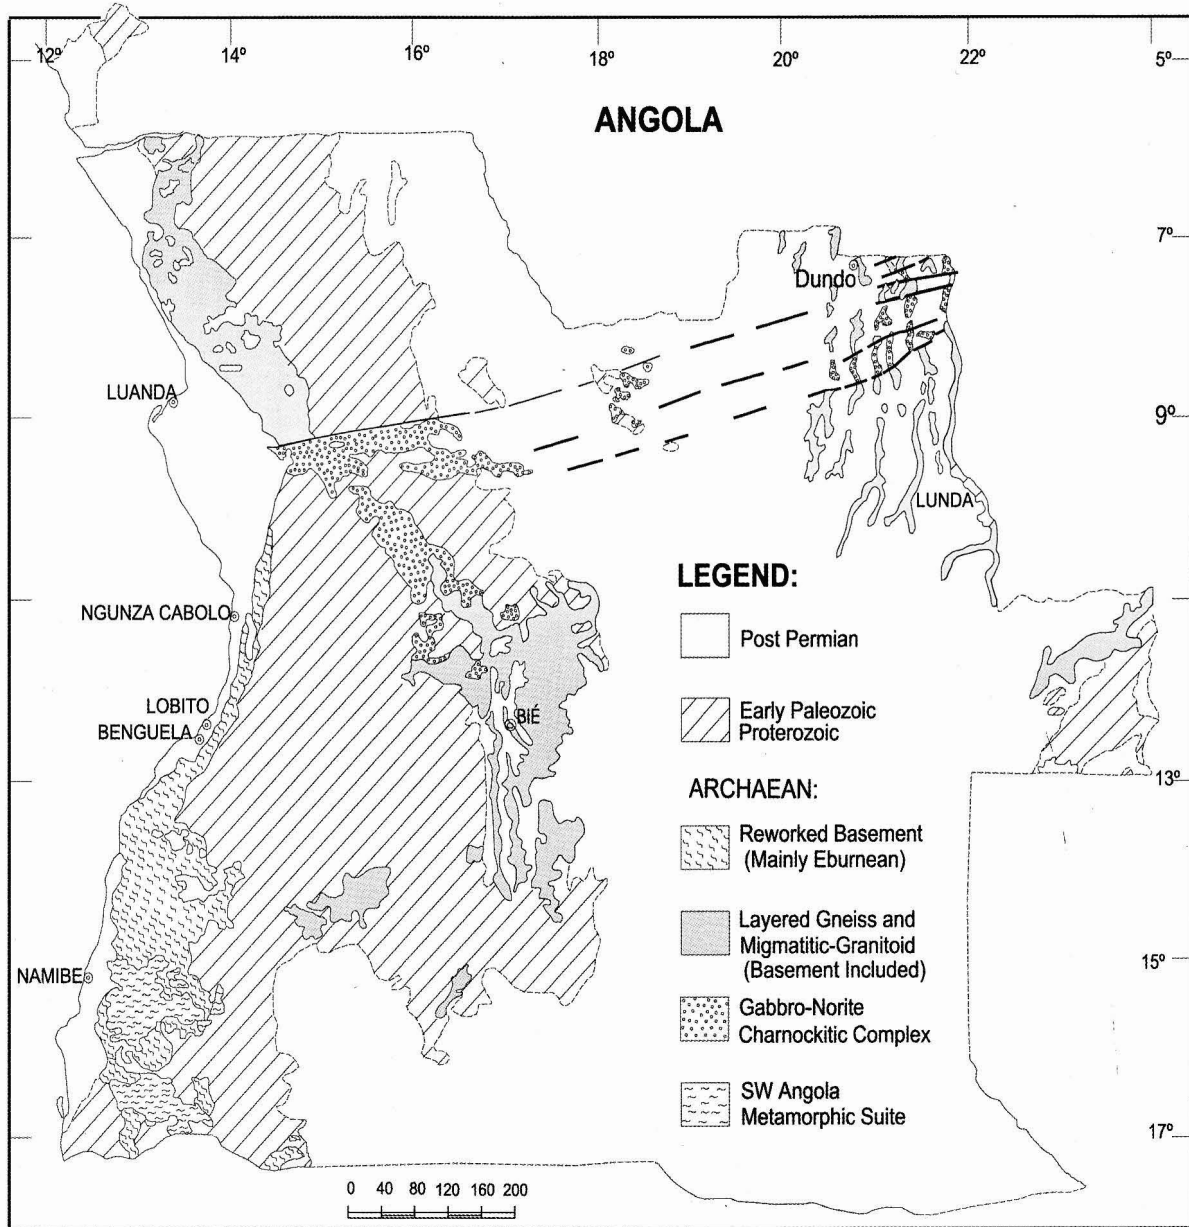 12º 14º 16º 18º 20º 22º 5º
ANGOLA
7º
Dundo
LUANDA
9º
LUNDA
LEGEND:
NGUNZA CABOLO
Post Permian
LOBITO
BENGUELA
BIÉ
Early Paleozoic
Proterozoic
13º
ARCHAEAN:
Reworked Basement
(Mainly Eburnean)
Layered Gneiss and
Migmatitic-Granitoid
(Basement Included)
15º
NAMIBE
Gabbro-Norite
Charnockitic Complex
SW Angola
Metamorphic Suite
17º
0 40 80 120 160 200